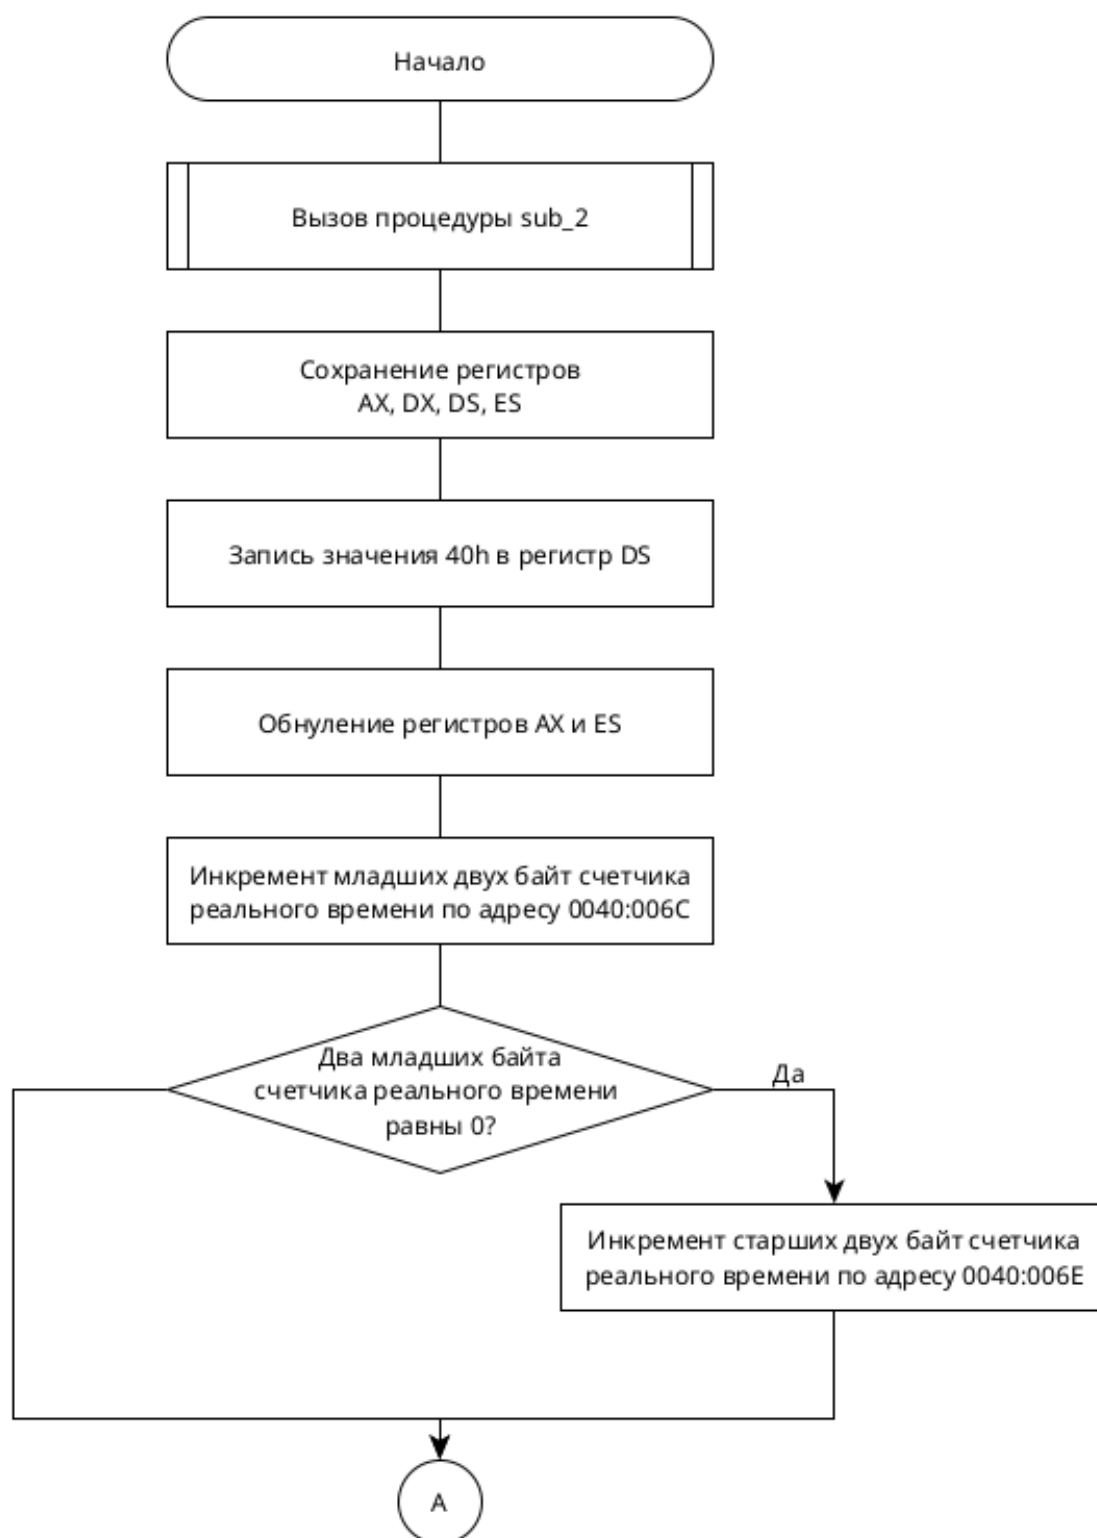 Начало
Вызов процедуры sub_2
Сохранение регистров
AX, DX, DS, ES
Запись значения 40h в регистр DS
Обнуление регистров AX и ES
Инкремент младших двух байт счетчика
реального времени по адресу 0040:006C
Два младших байта
счетчика реального времени
равны 0?
Да
Инкремент старших двух байт счетчика
реального времени по адресу 0040:006E
A